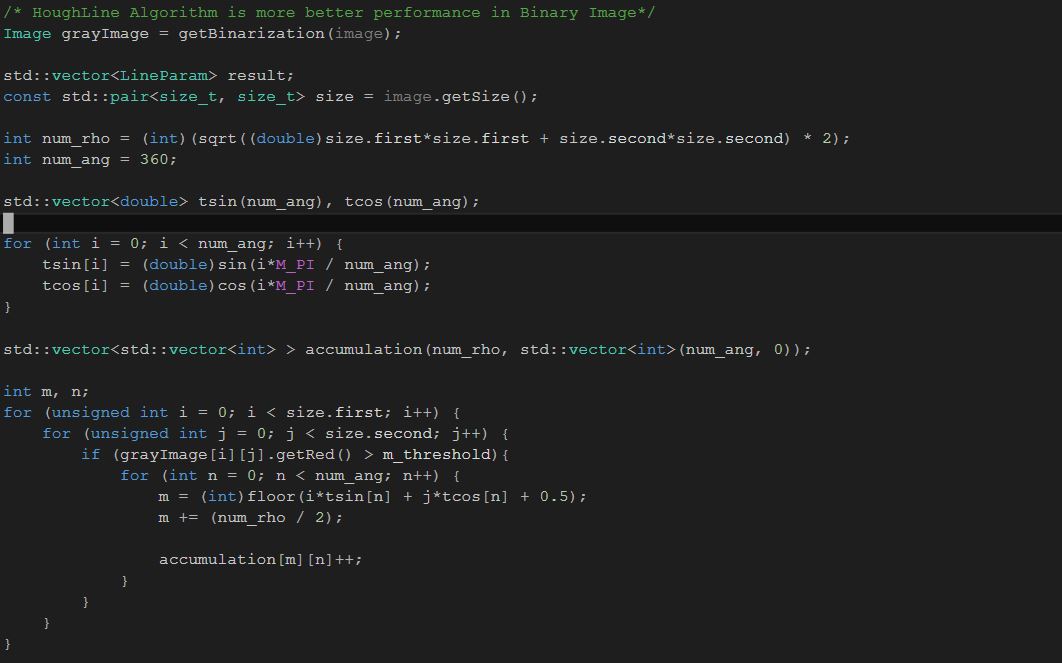 /* HoughLine Algorithm is more better performance in Binary Image*/
Image grayImage = getBinarization(image);
std::vector<LineParam> result;
const std::pair<size_t, size_t> size = image.getSize();
int num_rho = (int)(sqrt((double)size.first*size.first + size.second*size.second) * 2);
int num_ang = 360;
std::vector<double> tsin(num_ang), tcos(num_ang);
for (int i = 0; i < num_ang; i++) {
    tsin[i] = (double)sin(i*M_PI / num_ang);
    tcos[i] = (double)cos(i*M_PI / num_ang);
}
std::vector<std::vector<int> > accumulation(num_rho, std::vector<int>(num_ang, 0));
int m, n;
for (unsigned int i = 0; i < size.first; i++) {
    for (unsigned int j = 0; j < size.second; j++) {
        if (grayImage[i][j].getRed() > m_threshold){
            for (int n = 0; n < num_ang; n++) {
                m = (int)floor(i*tsin[n] + j*tcos[n] + 0.5);
                m += (num_rho / 2);
                accumulation[m][n]++;
            }
        }
    }
}